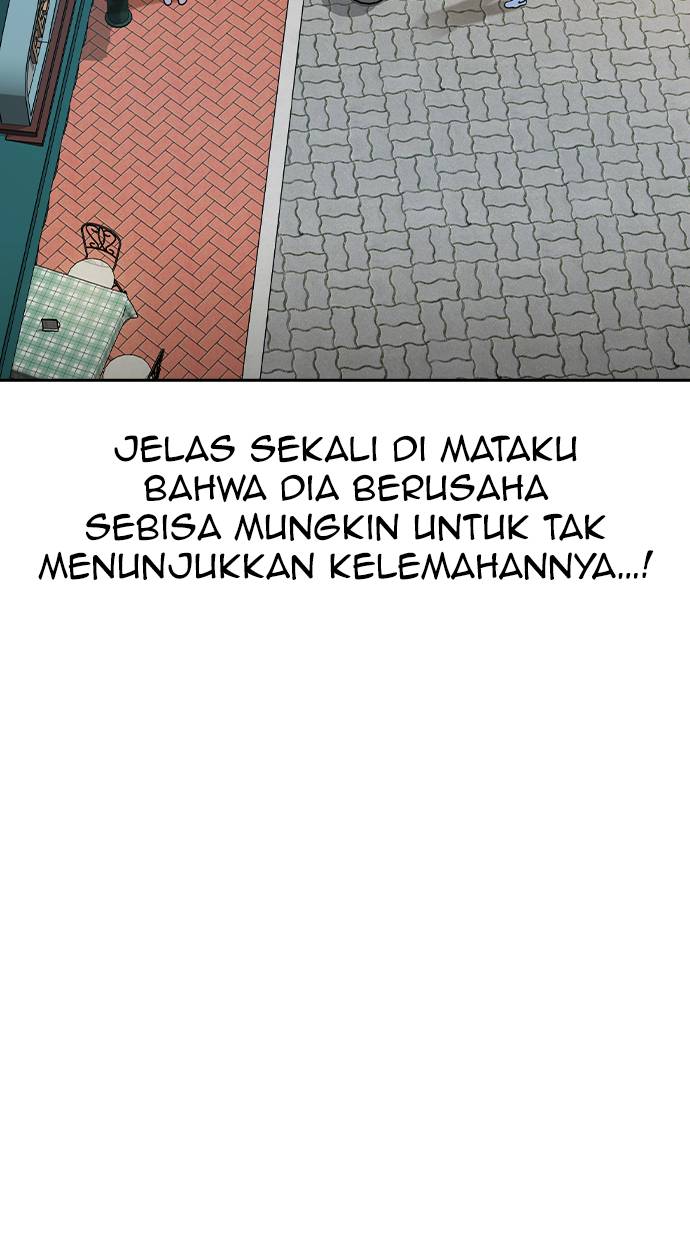 JELAS SEKALI DI MATAKU
BAHWA DIA BERUSAHA
SEBISA MUNGKIN UNTUK TAK
MENUNJUKKAN KELEMAHANNYA...!